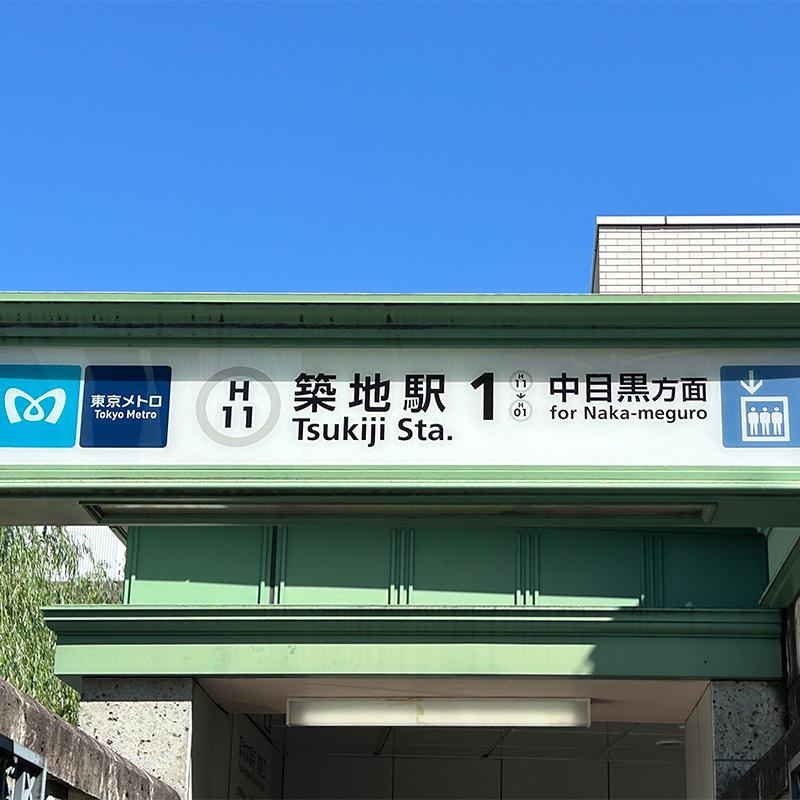 東京メトロ
Tokyo Metro
H
11
築地駅
Tsukiji Sta.
1
H
11
H
01
中目黒方面
for Naka-meguro